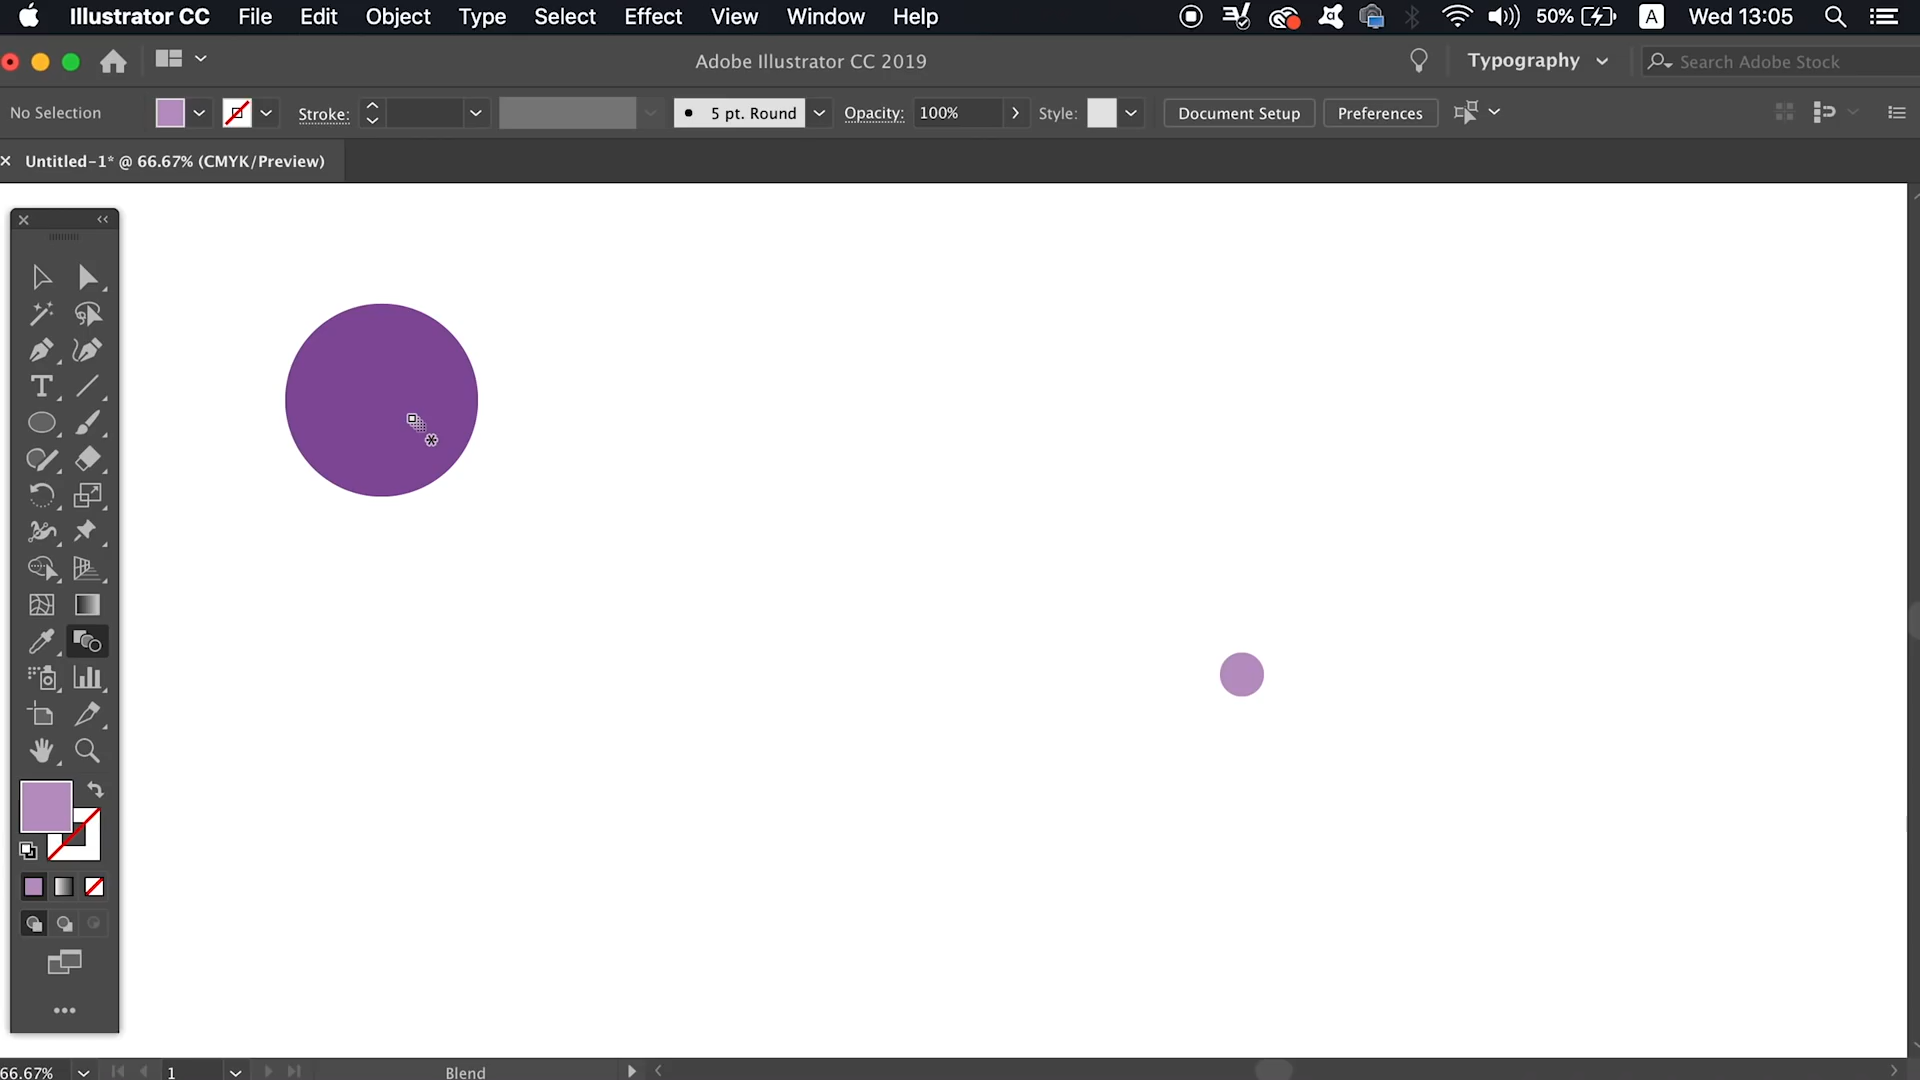 Illustrator CC File Edit Object Type Select Effect View Window Help 50% A Wed 13:05
Adobe Illustrator CC 2019 Typography Search Adobe Stock
No Selection Stroke: 5 pt. Round Opacity: 100% Style: Document Setup Preferences
Untitled-1* @ 66.67% (CMYK/Preview)
66.67% 1 Blend